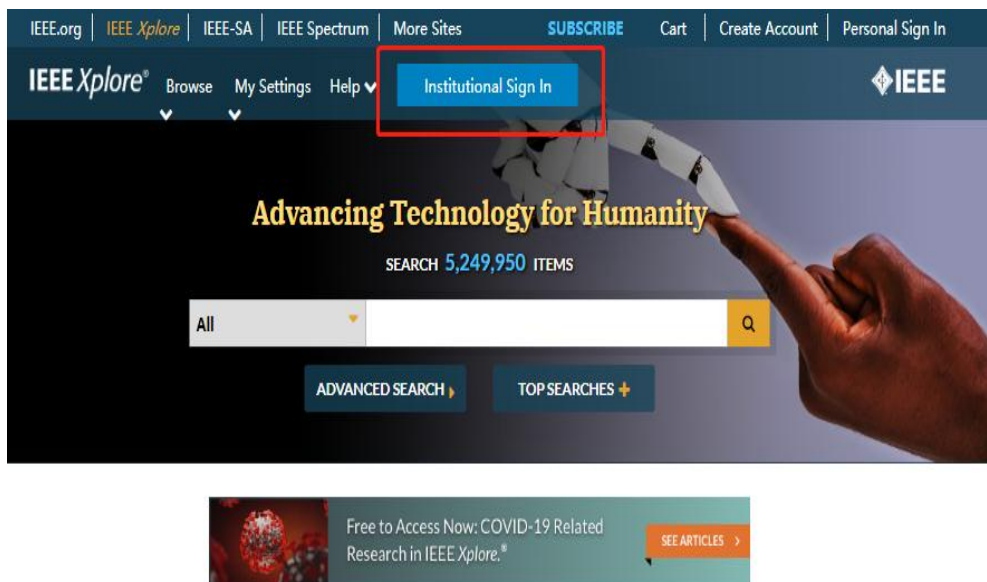 IEEE.org IEEE Xplore IEEE-SA IEEE Spectrum More Sites SUBSCRIBE Cart Create Account Personal Sign In
IEEE Xplore® Browse My Settings Help Institutional Sign In IEEE
Advancing Technology for Humanity
SEARCH 5,249,950 ITEMS
All
ADVANCED SEARCH TOP SEARCHES +
Free to Access Now: COVID-19 Related
Research in IEEE Xplore.®
SEE ARTICLES >